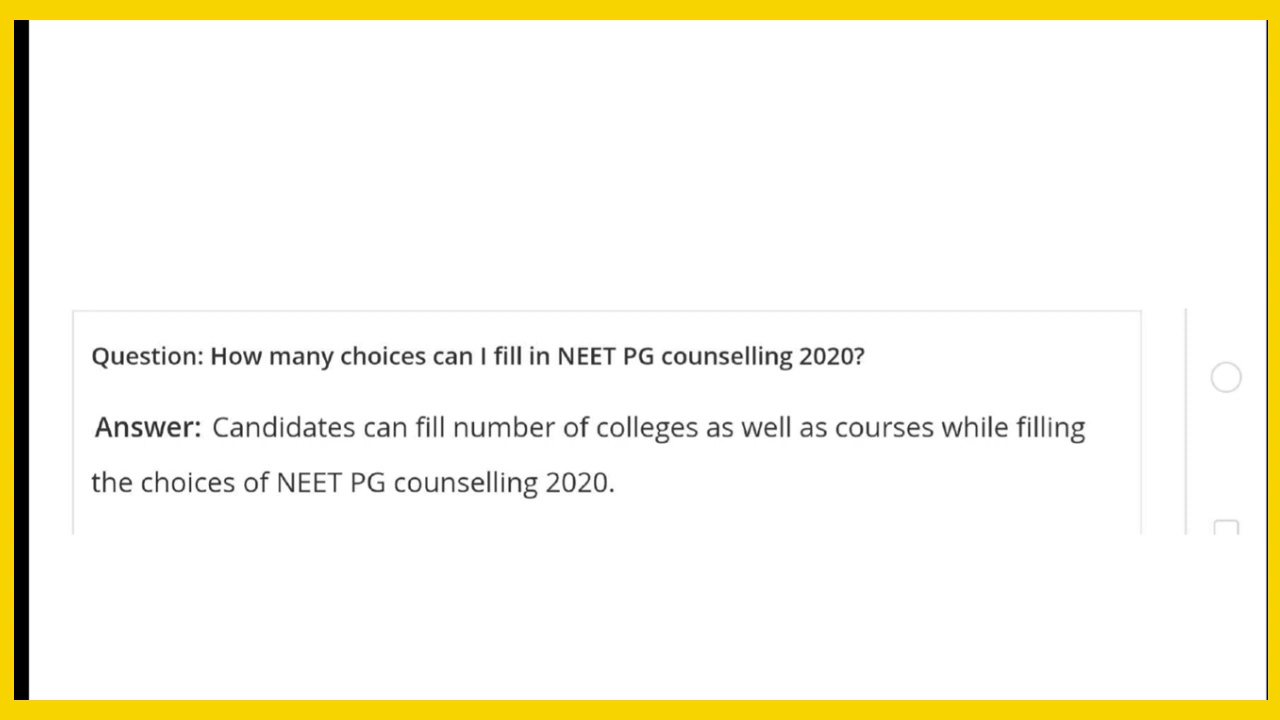 Question: How many choices can I fill in NEET PG counselling 2020?
Answer: Candidates can fill number of colleges as well as courses while filling
the choices of NEET PG counselling 2020.